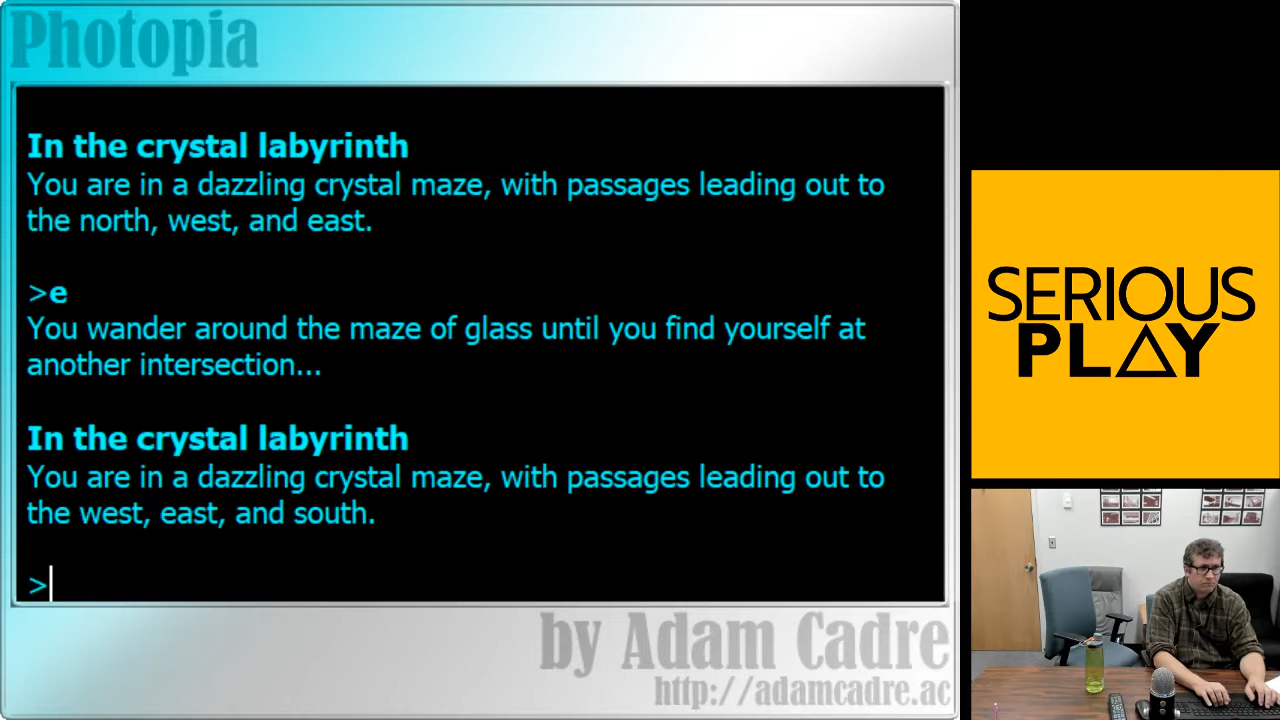 Photopia
In the crystal labyrinth
You are in a dazzling crystal maze, with passages leading out to
the north, west, and east.
>e
You wander around the maze of glass until you find yourself at
another intersection...
In the crystal labyrinth
You are in a dazzling crystal maze, with passages leading out to
the west, east, and south.
>
by Adam Cadre
http://adamcadre.ac
SERIOUS
PLAY